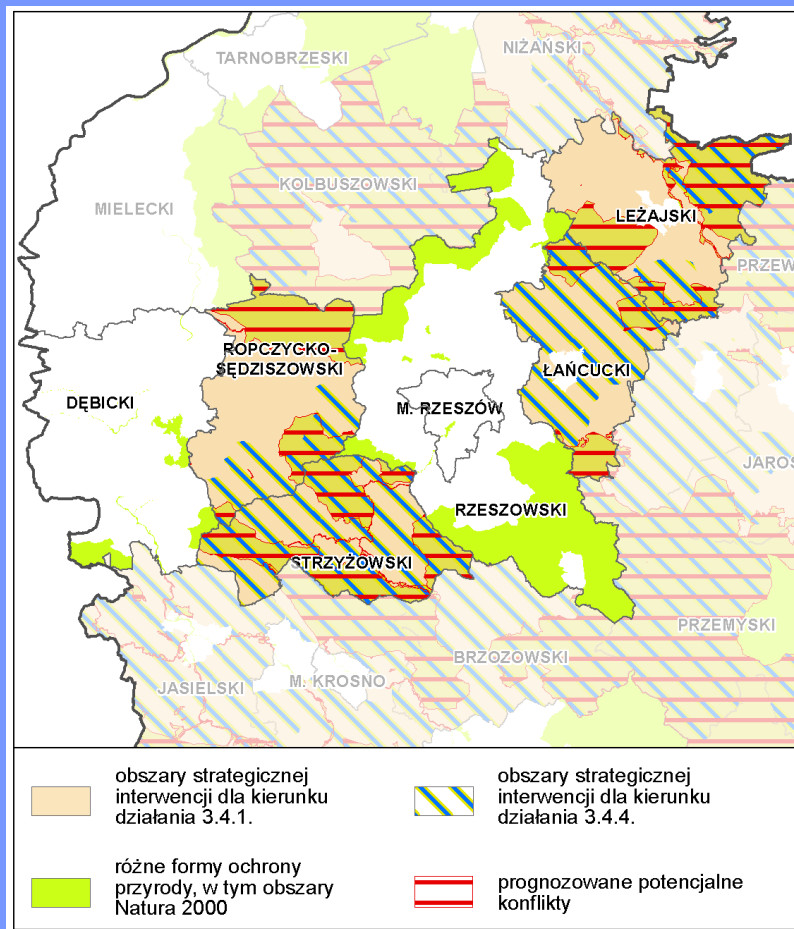 TARNOBRZESKI
NIŻAŃSKI
KOLBUSZOWSKI
MIELECKI
LEŻAJSKI
PRZEW
ROPCZYCKO-
SĘDZISZOWSKI
ŁAŃCUCKI
DĘBICKI
M. RZESZÓW
JAROS
RZESZOWSKI
STRZYŻOWSKI
PRZEMYSKI
BRZOZOWSKI
M. KROSNO
JASIELSKI
obszary strategicznej
interwencji dla kierunku
działania 3.4.1.
obszary strategicznej
interwencji dla kierunku
działania 3.4.4.
różne formy ochrony
przyrody, w tym obszary
Natura 2000
prognozowane potencjalne
konflikty